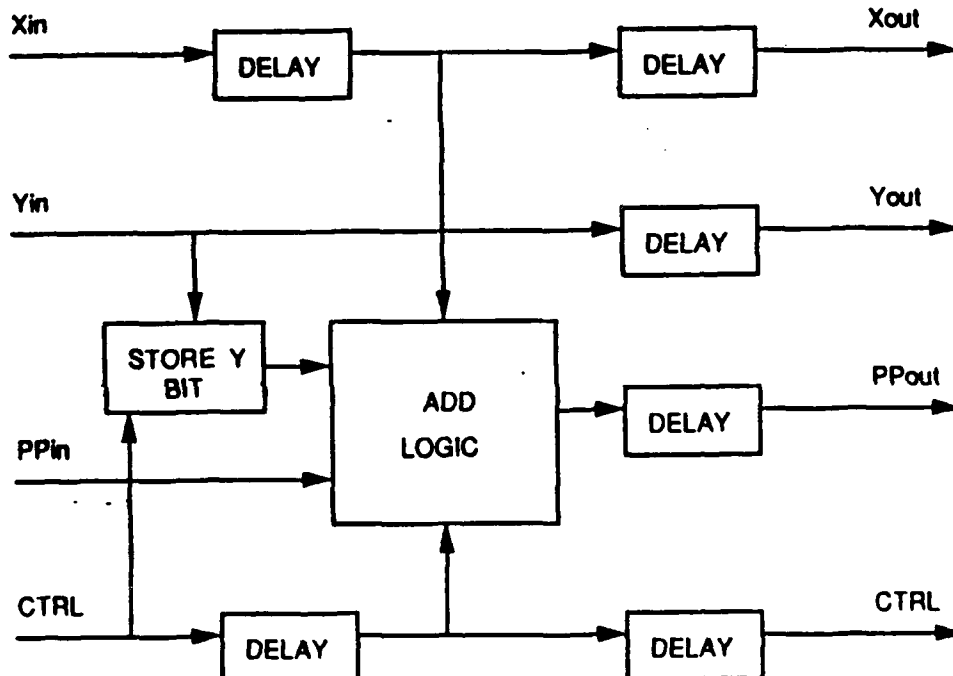 Xin
Xout
DELAY
DELAY
Yin
Yout
DELAY
STORE Y
BIT
ADD
LOGIC
PPout
DELAY
PPin
CTRL
CTRL
DELAY
DELAY